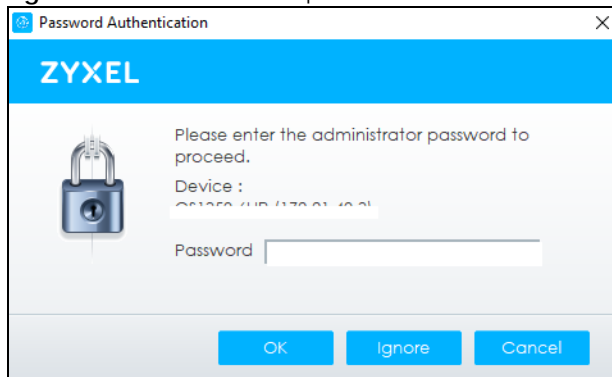 Password Authentication
ZYXEL
Please enter the administrator password to
proceed.
Device :
Password
OK Ignore Cancel